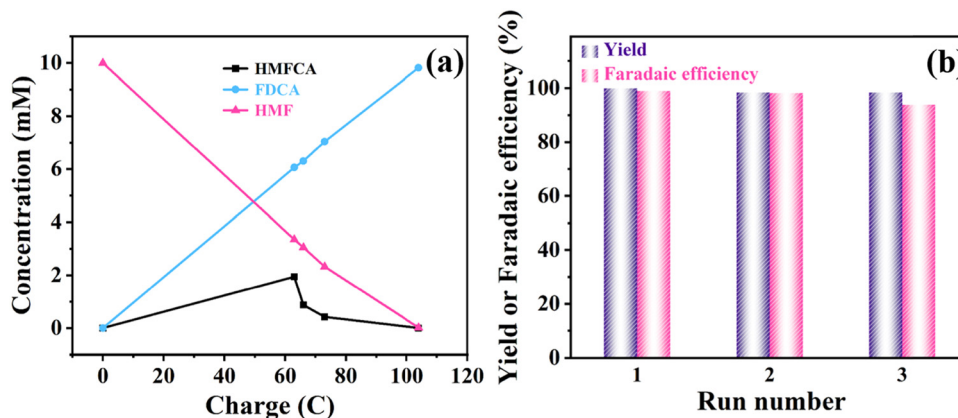 (a)
HMFCA
FDCA
HMF
Concentration (mM)
10
8
6
4
2
0
0 20 40 60 80 100 120
Charge (C)
(b)
Yield
Faradaic efficiency
Yield or Faradaic efficiency (%)
100
80
60
40
20
0
1 2 3
Run number